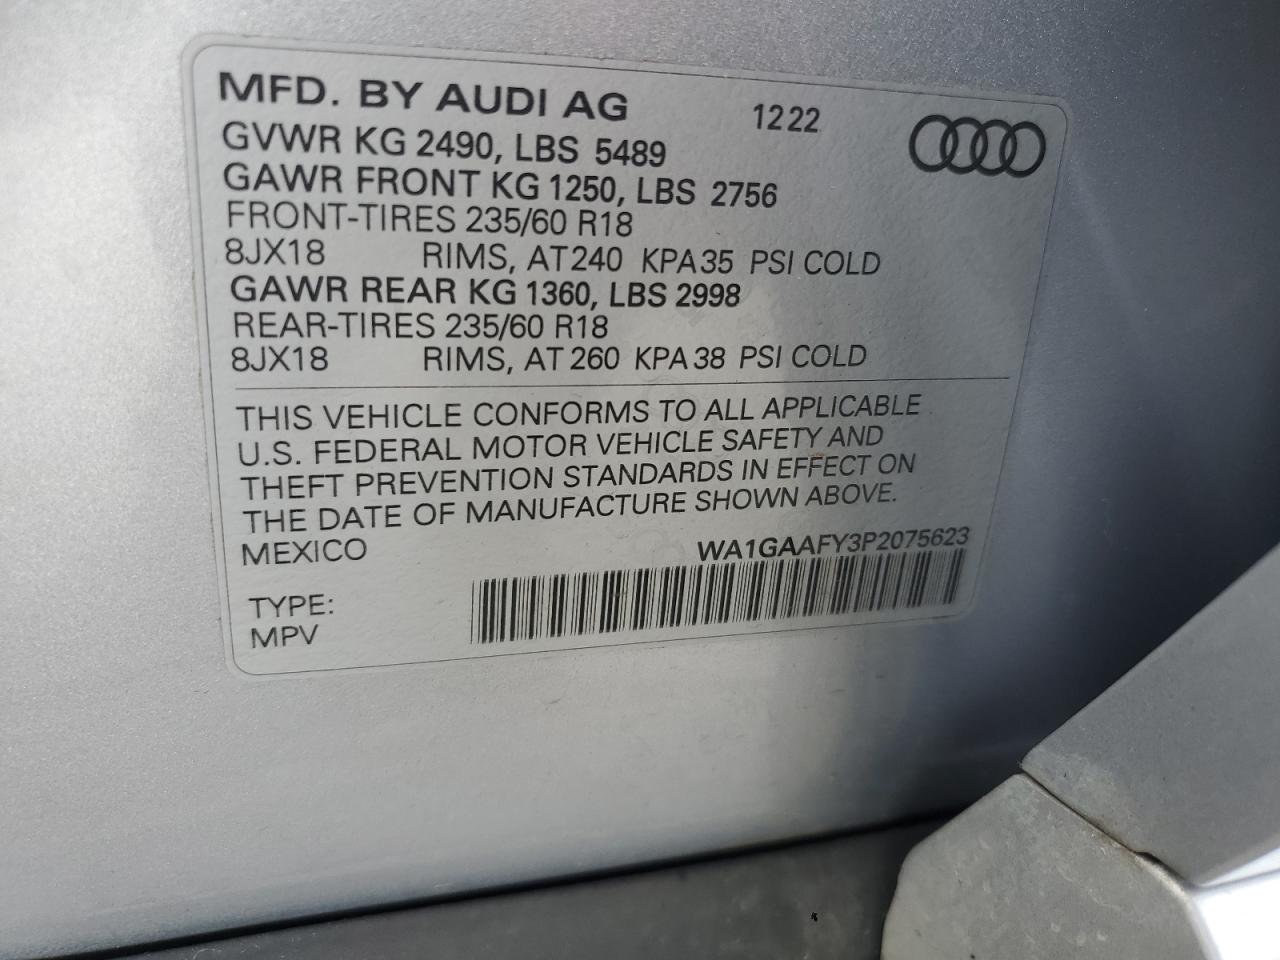 MFD. BY AUDI AG 1222
GVWR KG 2490, LBS 5489
GAWR FRONT KG 1250, LBS 2756
FRONT-TIRES 235/60 R18
8JX18 RIMS, AT 240 KPA 35 PSI COLD
GAWR REAR KG 1360, LBS 2998
REAR-TIRES 235/60 R18
8JX18 RIMS, AT 260 KPA 38 PSI COLD
THIS VEHICLE CONFORMS TO ALL APPLICABLE
U.S. FEDERAL MOTOR VEHICLE SAFETY AND
THEFT PREVENTION STANDARDS IN EFFECT ON
THE DATE OF MANUFACTURE SHOWN ABOVE.
MEXICO WA1GAAFY3P2075623
TYPE:
MPV